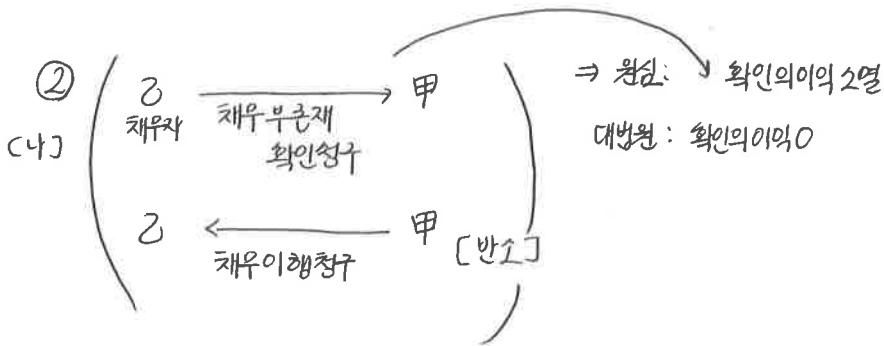 ② 乙 → 甲 ⇒ 원심: 확인의이익 소멸
[나] 채무자 채무부존재
확인청구 대법원 : 확인의이익 O
乙 ← 甲 [반소]
채무이행청구